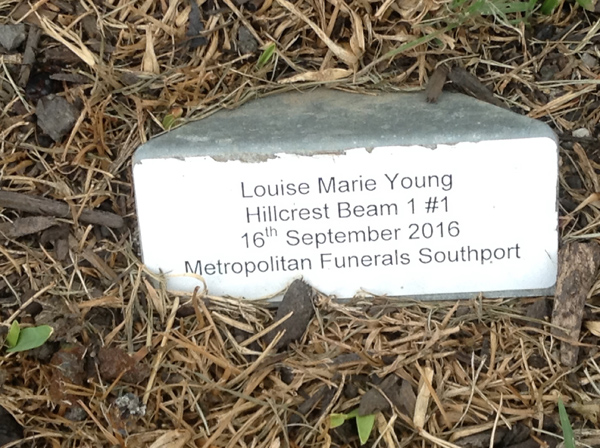 Louise Marie Young
Hillcrest Beam 1 #1
16th September 2016
Metropolitan Funerals Southport